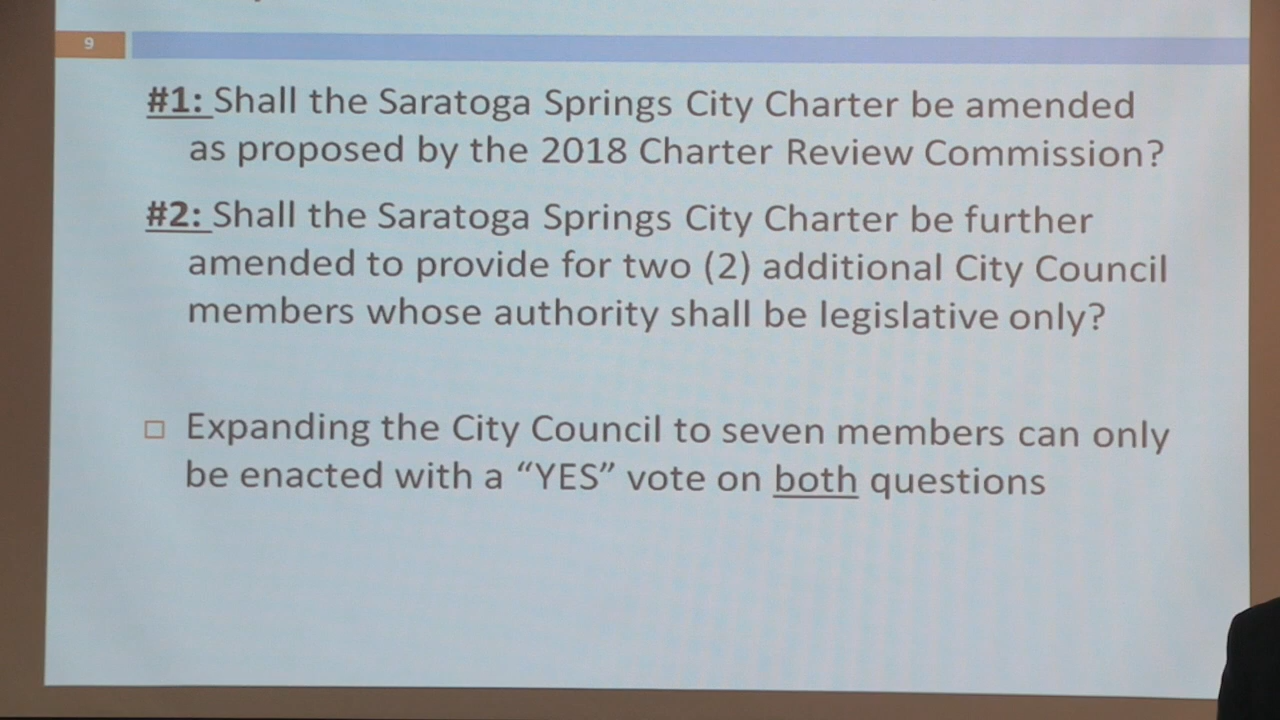 9
#1: Shall the Saratoga Springs City Charter be amended
as proposed by the 2018 Charter Review Commission?
#2: Shall the Saratoga Springs City Charter be further
amended to provide for two (2) additional City Council
members whose authority shall be legislative only?
Expanding the City Council to seven members can only
be enacted with a “YES” vote on both questions